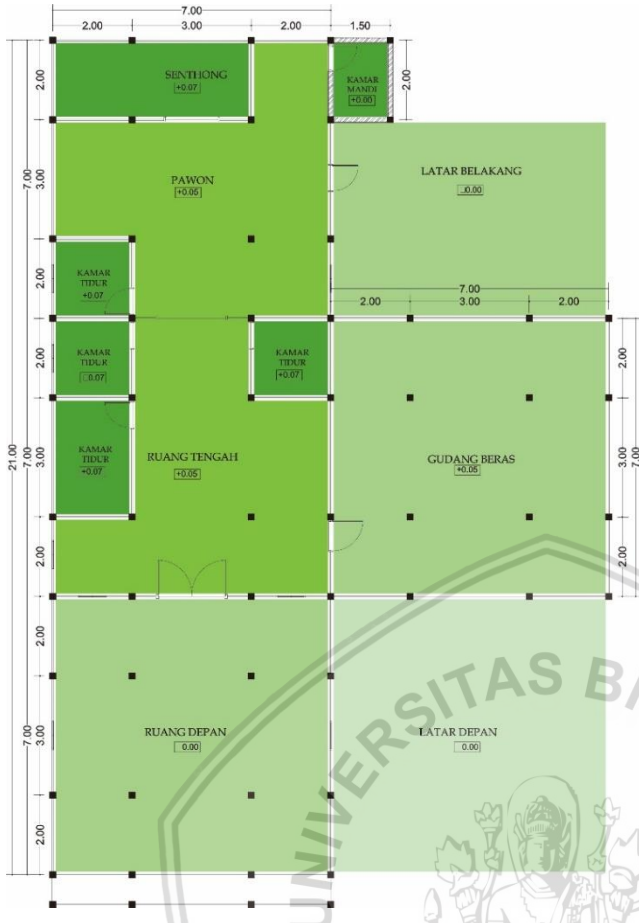 7.00
2.00 3.00 2.00 1.50
2.00
SENTHONG
+0.07
KAMAR
MANDI
+0.00
2.00
7.00
3.00
PAWON
+0.05
LATAR BELAKANG
0.00
2.00
KAMAR
TIDUR
+0.07
7.00
2.00 3.00 2.00
2.00
KAMAR
TIDUR
0.07
KAMAR
TIDUR
+0.07
2.00
21.00
7.00
3.00
KAMAR
TIDUR
+0.07
RUANG TENGAH
+0.05
GUDANG BERAS
+0.05
3.00
7.00
2.00
2.00
2.00
7.00
3.00
RUANG DEPAN
0.00
LATAR DEPAN
0.00
2.00
UNIVERSITAS B